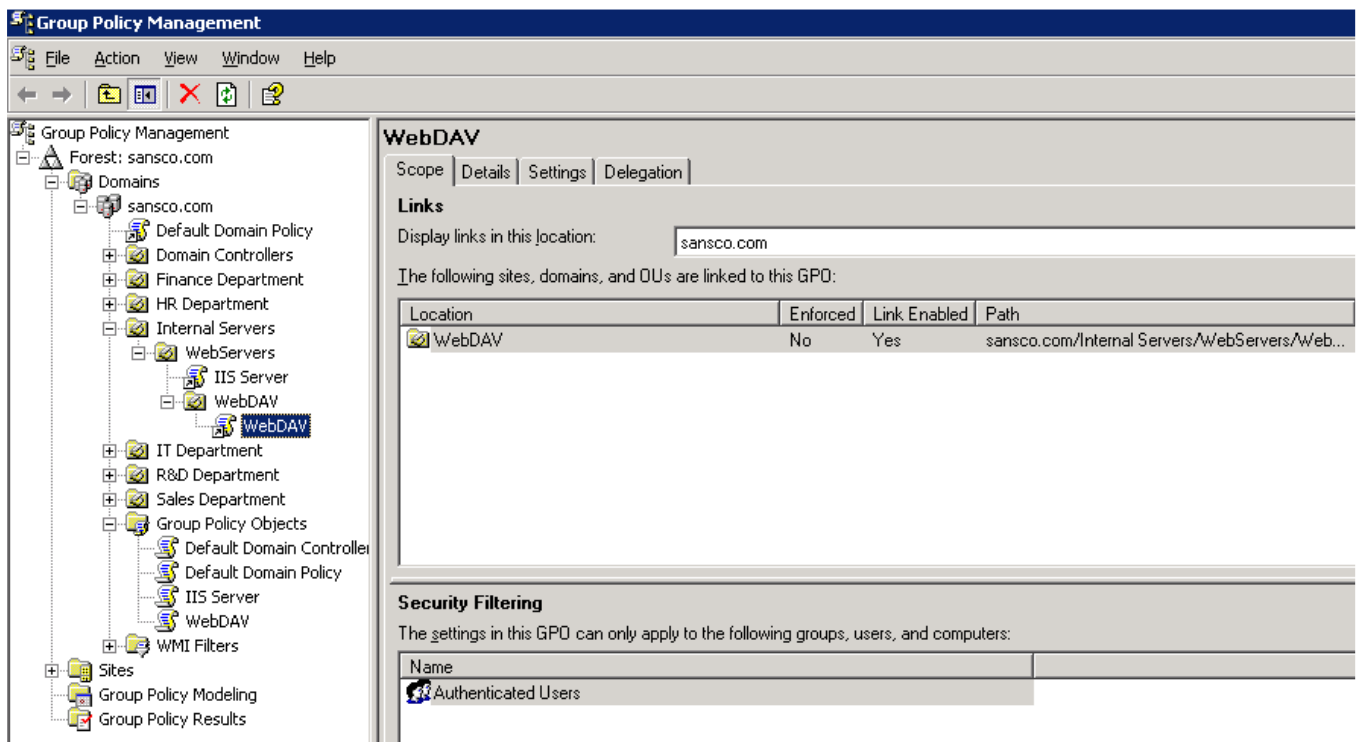 Group Policy Management
File Action View Window Help
Group Policy Management
Forest: sansco.com
Domains
sansco.com
Default Domain Policy
Domain Controllers
Finance Department
HR Department
Internal Servers
WebServers
IIS Server
WebDAV
WebDAV
IT Department
R&D Department
Sales Department
Group Policy Objects
Default Domain Controller
Default Domain Policy
IIS Server
WebDAV
WMI Filters
Sites
Group Policy Modeling
Group Policy Results
WebDAV
Scope Details Settings Delegation
Links
Display links in this location: sansco.com
The following sites, domains, and OUs are linked to this GPO:
Location Enforced Link Enabled Path
WebDAV No Yes sansco.com/Internal Servers/WebServers/Web...
Security Filtering
The settings in this GPO can only apply to the following groups, users, and computers:
Name
Authenticated Users